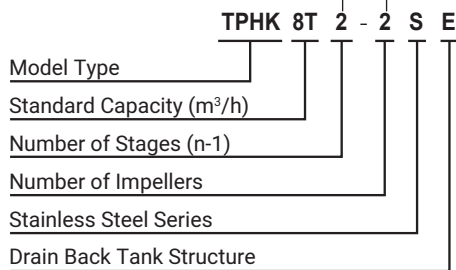 TPHK 8T 2 - 2 S E
Model Type
Standard Capacity (m³/h)
Number of Stages (n-1)
Number of Impellers
Stainless Steel Series
Drain Back Tank Structure